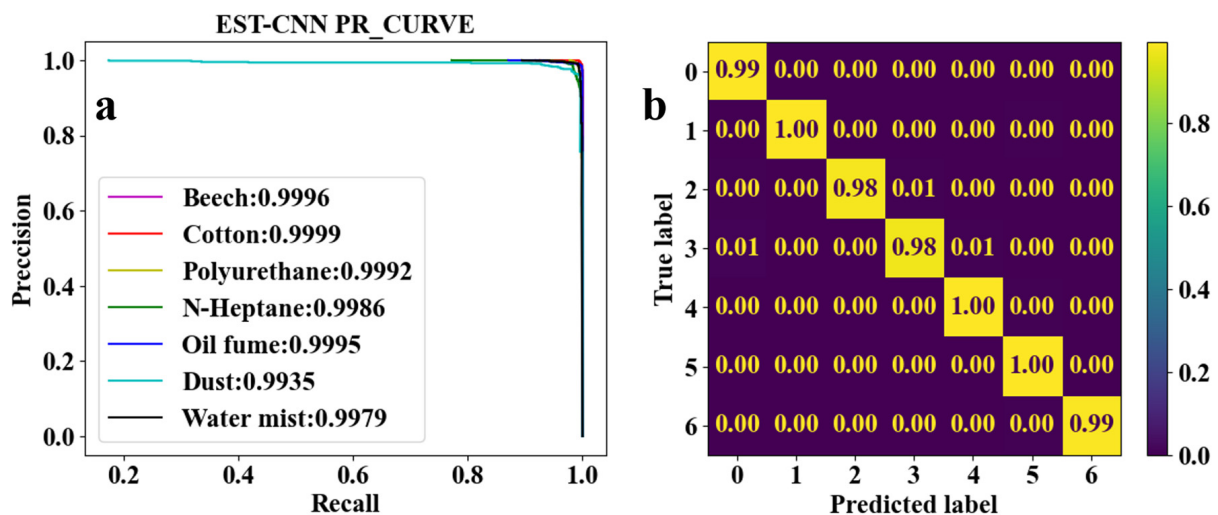 EST-CNN PR_CURVE
a
Preccision
1.0
0.8
0.6
0.4
0.2
0.0
Beech:0.9996
Cotton:0.9999
Polyurethane:0.9992
N-Heptane:0.9986
Oil fume:0.9995
Dust:0.9935
Water mist:0.9979
0.2 0.4 0.6 0.8 1.0
Recall
b
True label
0 0.99 0.00 0.00 0.00 0.00 0.00 0.00
1 0.00 1.00 0.00 0.00 0.00 0.00 0.00
2 0.00 0.00 0.98 0.01 0.00 0.00 0.00
3 0.01 0.00 0.00 0.98 0.01 0.00 0.00
4 0.00 0.00 0.00 0.00 1.00 0.00 0.00
5 0.00 0.00 0.00 0.00 0.00 1.00 0.00
6 0.00 0.00 0.00 0.00 0.00 0.00 0.99
0 1 2 3 4 5 6
Predicted label
0.8
0.6
0.4
0.2
0.0